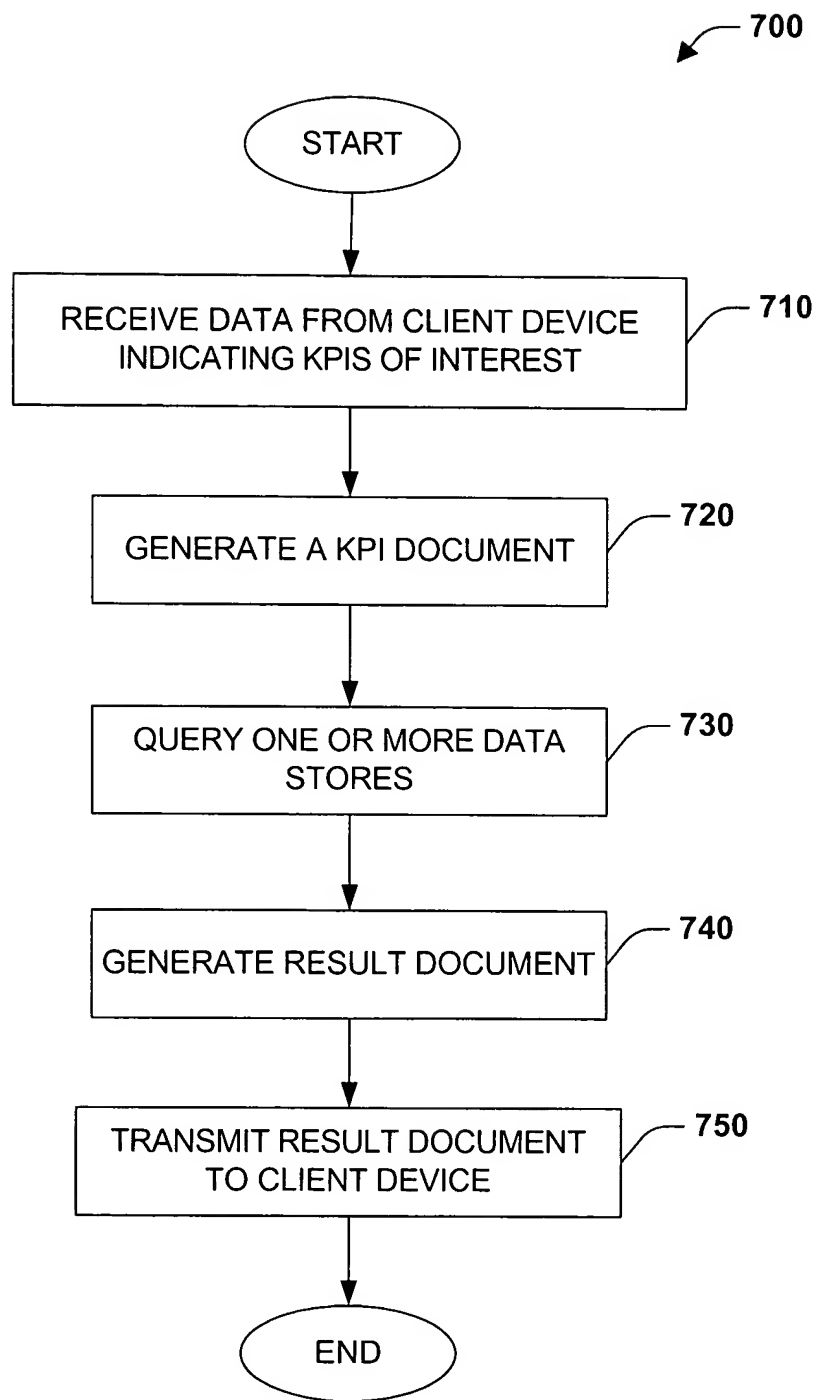 700
START
RECEIVE DATA FROM CLIENT DEVICE
INDICATING KPIS OF INTEREST
710
GENERATE A KPI DOCUMENT
720
QUERY ONE OR MORE DATA
STORES
730
GENERATE RESULT DOCUMENT
740
TRANSMIT RESULT DOCUMENT
TO CLIENT DEVICE
750
END